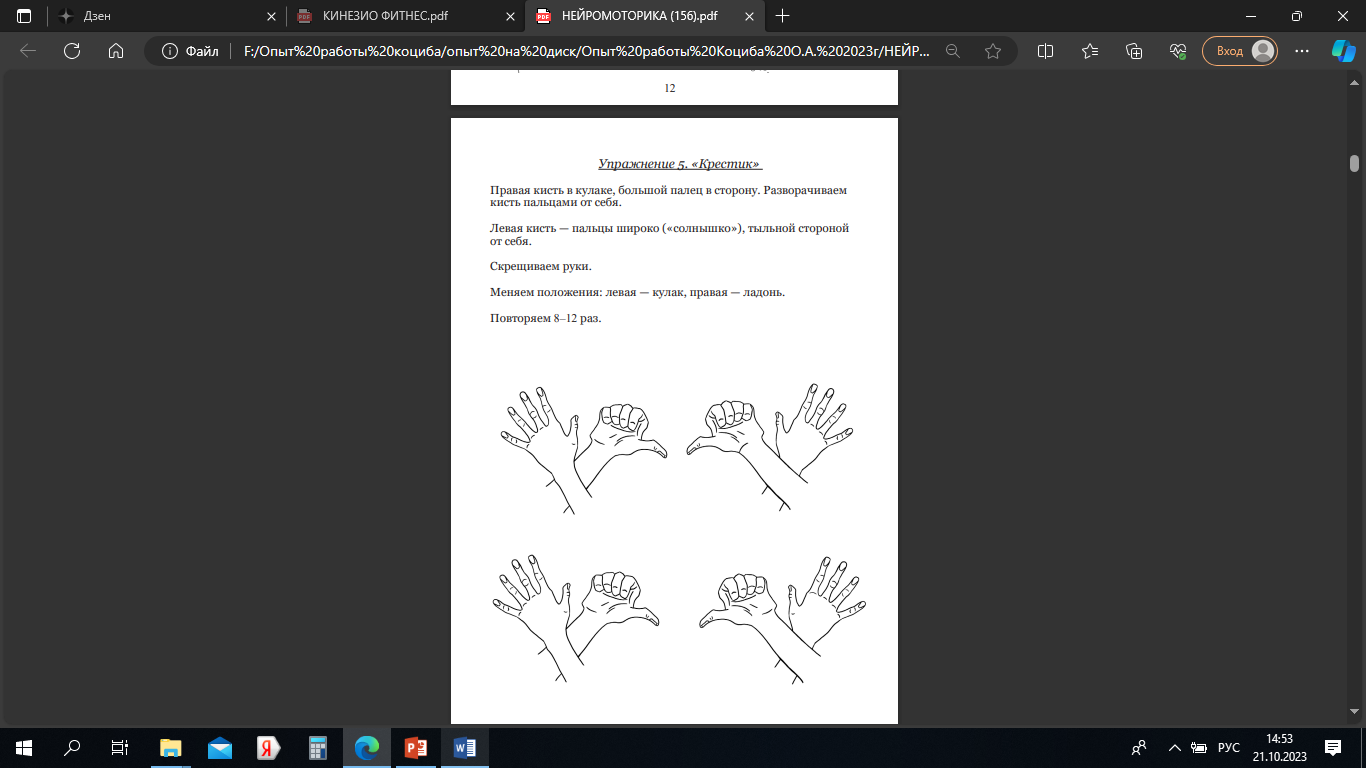 Дзен
КИНЕЗИО ФИТНЕС.pdf
НЕЙРОМОТОРИКА (156).pdf
Файл
F:/Опыт%20работы%20коциба/опыт%20на%20диск/Опыт%20работы%20Коциба%20О.А.%202023г/НЕЙР...
Вход
12
Упражнение 5. «Крестик»
Правая кисть в кулаке, большой палец в сторону. Разворачиваем
кисть пальцами от себя.
Левая кисть — пальцы широко («солнышко»), тыльной стороной
от себя.
Скрещиваем руки.
Меняем положения: левая — кулак, правая — ладонь.
Повторяем 8–12 раз.
РУС
14:53
21.10.2023